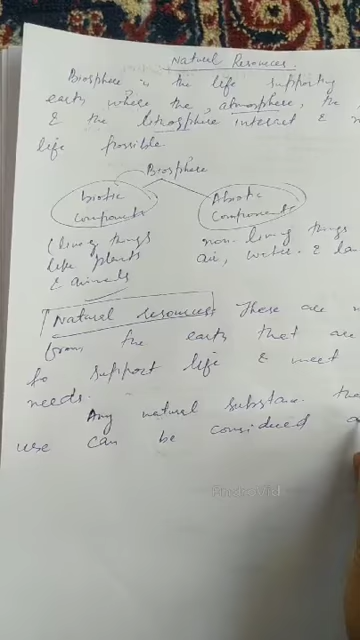 Natural Resources.
Biosphere is the life supporting
earth where the, atmosphere, the
& the lithosphere interact &
life possible.
Biosphere
biotic Components
Abiotic Components
(living things like plants & animals
non-living things
air, water & la
Natural resources: These are
from the earth that are
to support life & meet
needs.
Any natural substance tha
use can be considered